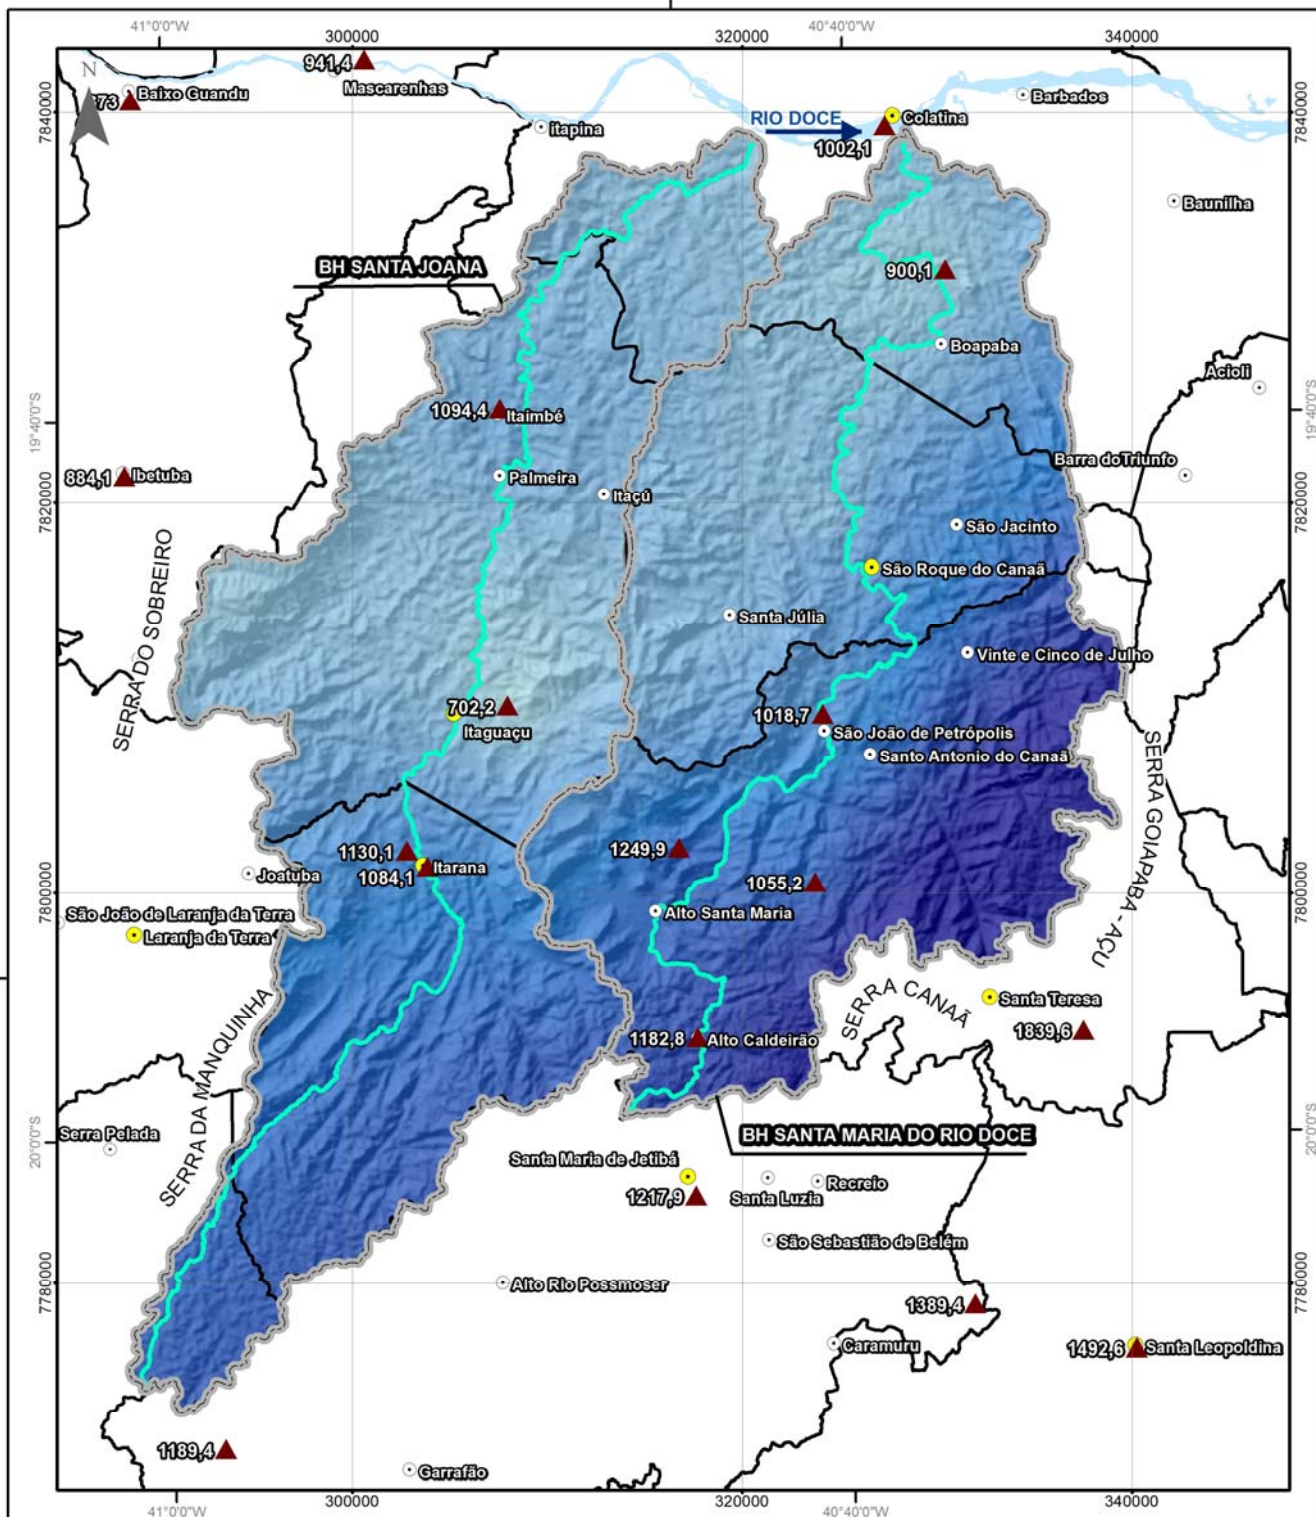 41°0'0"W
40°40'0"W
300000
320000
340000
N
941,4
Mascarenhas
Baixo Guandu
873
Itapina
RIO DOCE
Colatina
1002,1
Barbados
7840000
7840000
Baunilha
BH SANTA JOANA
900,1
Boapaba
Acioli
19°40'0"S
19°40'0"S
1094,4
Itaimbé
Barra doTriunfo
884,1
Ibetuba
Palmeira
Itaçú
7820000
7820000
São Jacinto
São Roque do Canaã
SERRA DO SOBREIRO
Santa Júlia
Vinte e Cinco de Julho
702,2
Itaguaçu
1018,7
São João de Petrópolis
Santo Antonio do Canaã
SERRA GOIAPABA - AÇU
1130,1
1084,1
Itarana
1249,9
1055,2
Joatuba
7800000
7800000
São João de Laranja da Terra
Laranja da Terra
Alto Santa Maria
SERRA CANAÃ
Santa Teresa
1839,6
1182,8
Alto Caldeirão
SERRA DA MANQUINHA
Serra Pelada
20°0'0"S
20°0'0"S
BH SANTA MARIA DO RIO DOCE
Santa Maria de Jetibá
1217,9
Santa Luzia
Recreio
São Sebastião de Belém
7780000
7780000
Alto Rio Possmoser
1389,4
Caramuru
1492,6
Santa Leopoldina
1189,4
Garrafão
300000
320000
340000
41°0'0"W
40°40'0"W